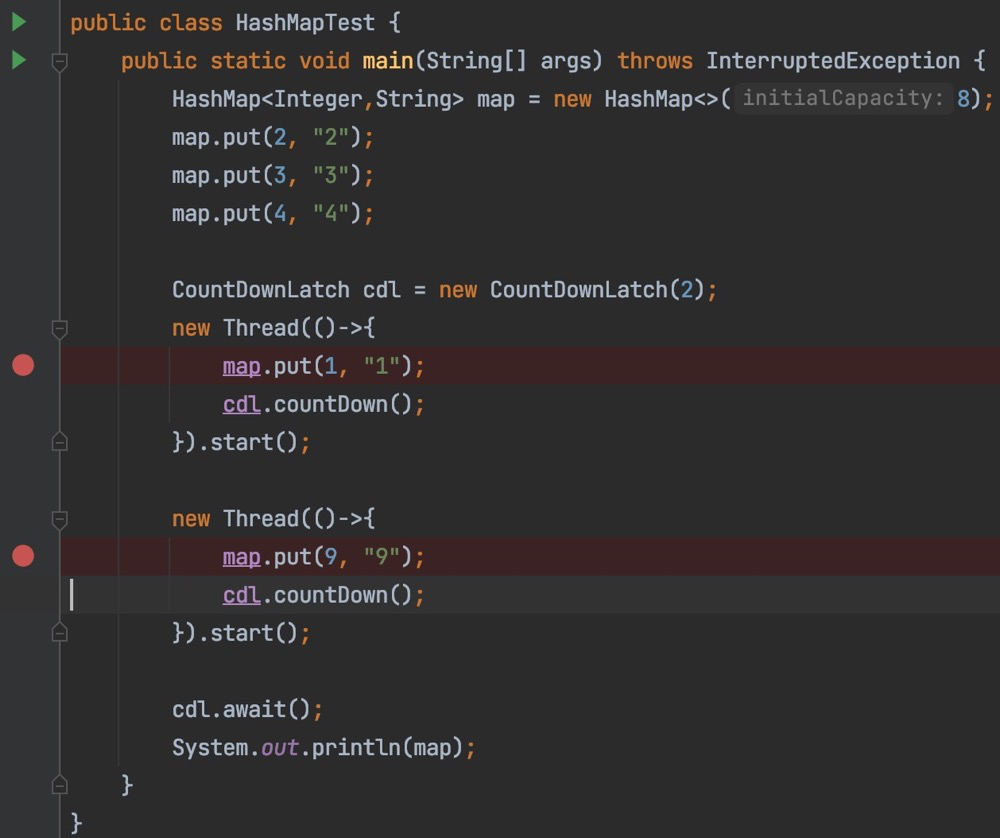 public class HashMapTest {
public static void main(String[] args) throws InterruptedException {
HashMap<Integer,String> map = new HashMap<>( initialCapacity: 8);
map.put(2, "2");
map.put(3, "3");
map.put(4, "4");
CountDownLatch cdl = new CountDownLatch(2);
new Thread(()->{
map.put(1, "1");
cdl.countDown();
}).start();
new Thread(()->{
map.put(9, "9");
cdl.countDown();
}).start();
cdl.await();
System.out.println(map);
}
}